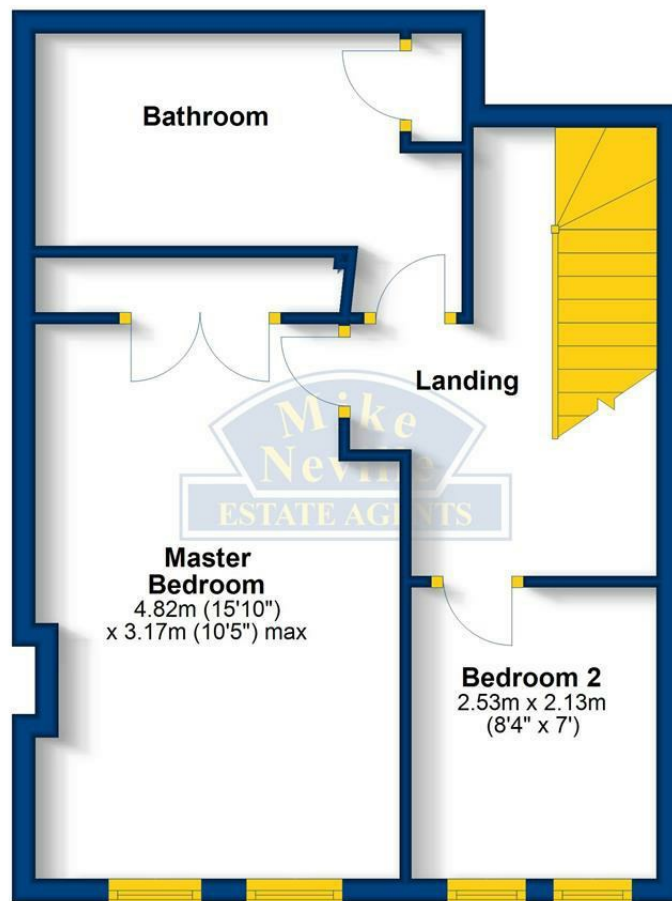 Bathroom
Landing
Mike
Neville
ESTATE AGENTS
Master
Bedroom
4.82m (15'10")
x 3.17m (10'5") max
Bedroom 2
2.53m x 2.13m
(8'4" x 7')